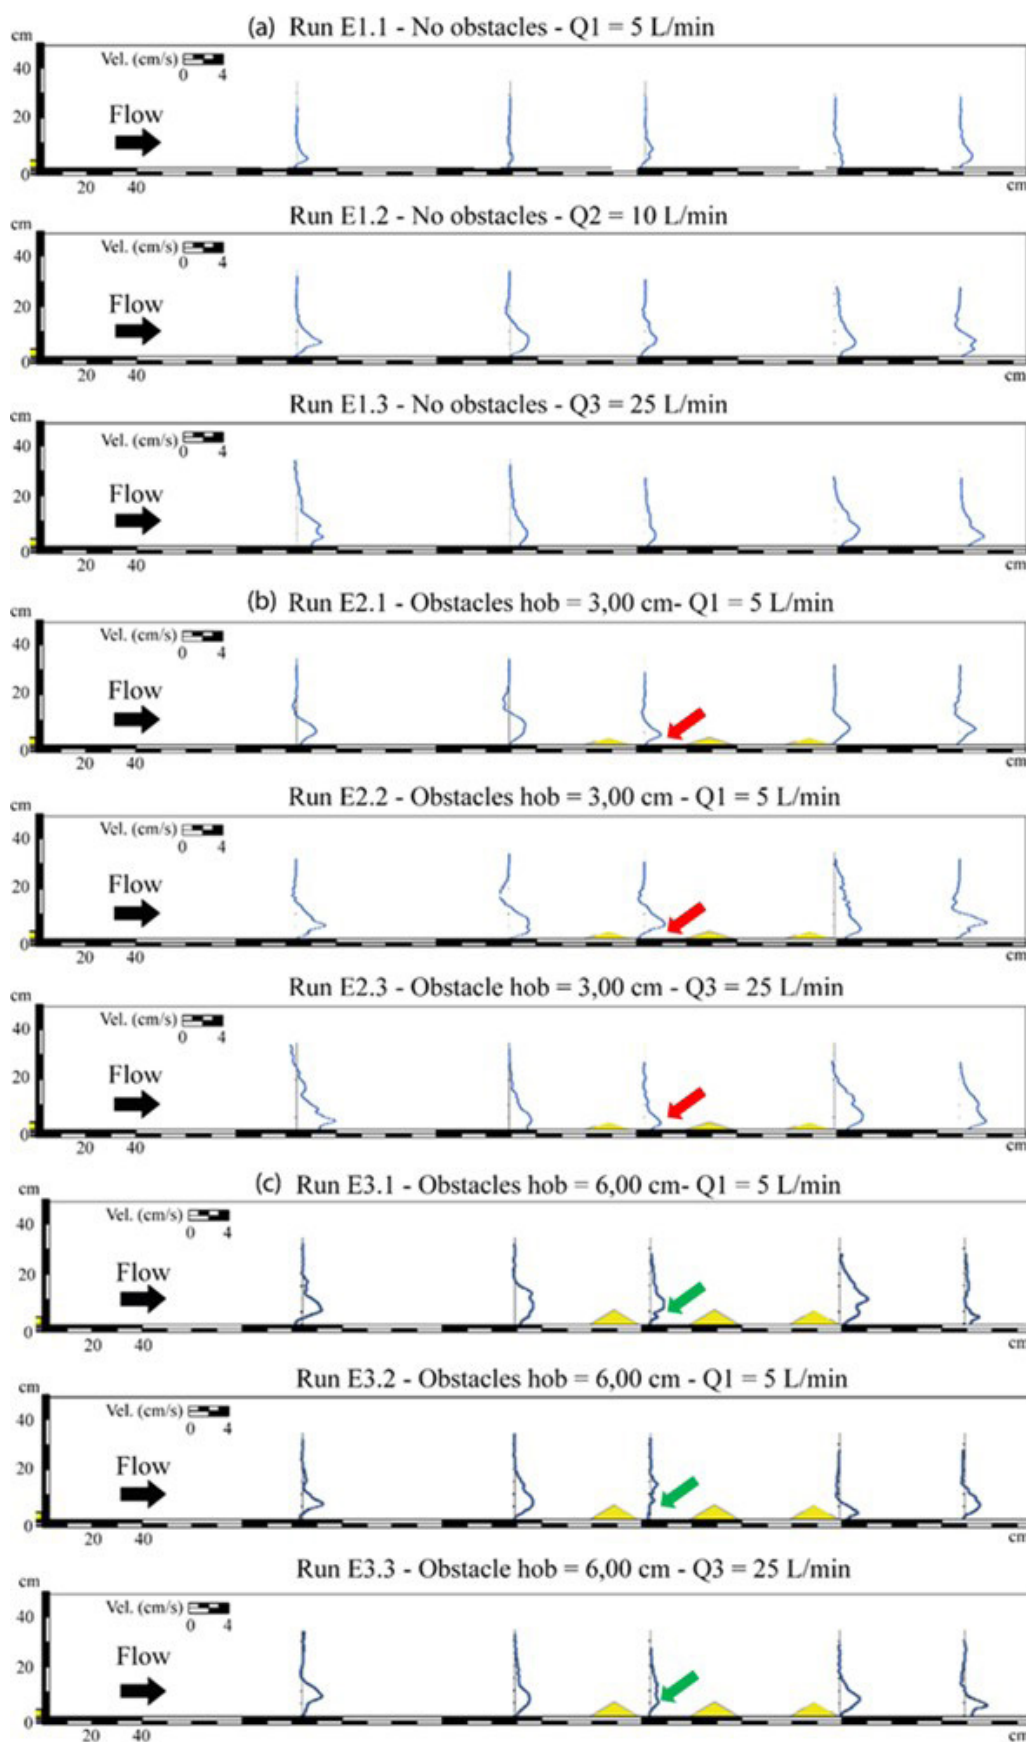 (a) Run E1.1 - No obstacles - Q1 = 5 L/min
cm
Vel. (cm/s)
0 4
40
20
Flow
0
20 40 cm
Run E1.2 - No obstacles - Q2 = 10 L/min
cm
Vel. (cm/s)
0 4
40
20
Flow
0
20 40 cm
Run E1.3 - No obstacles - Q3 = 25 L/min
cm
Vel. (cm/s)
0 4
40
20
Flow
0
20 40 cm
(b) Run E2.1 - Obstacles hob = 3,00 cm- Q1 = 5 L/min
cm
Vel. (cm/s)
0 4
40
20
Flow
0
20 40 cm
Run E2.2 - Obstacles hob = 3,00 cm - Q1 = 5 L/min
cm
Vel. (cm/s)
0 4
40
20
Flow
0
20 40 cm
Run E2.3 - Obstacle hob = 3,00 cm - Q3 = 25 L/min
cm
Vel. (cm/s)
0 4
40
20
Flow
0
20 40 cm
(c) Run E3.1 - Obstacles hob = 6,00 cm- Q1 = 5 L/min
cm
Vel. (cm/s)
0 4
40
20
Flow
0
20 40 cm
Run E3.2 - Obstacles hob = 6,00 cm - Q1 = 5 L/min
cm
Vel. (cm/s)
0 4
40
20
Flow
0
20 40 cm
Run E3.3 - Obstacle hob = 6,00 cm - Q3 = 25 L/min
cm
Vel. (cm/s)
0 4
40
20
Flow
0
20 40 cm